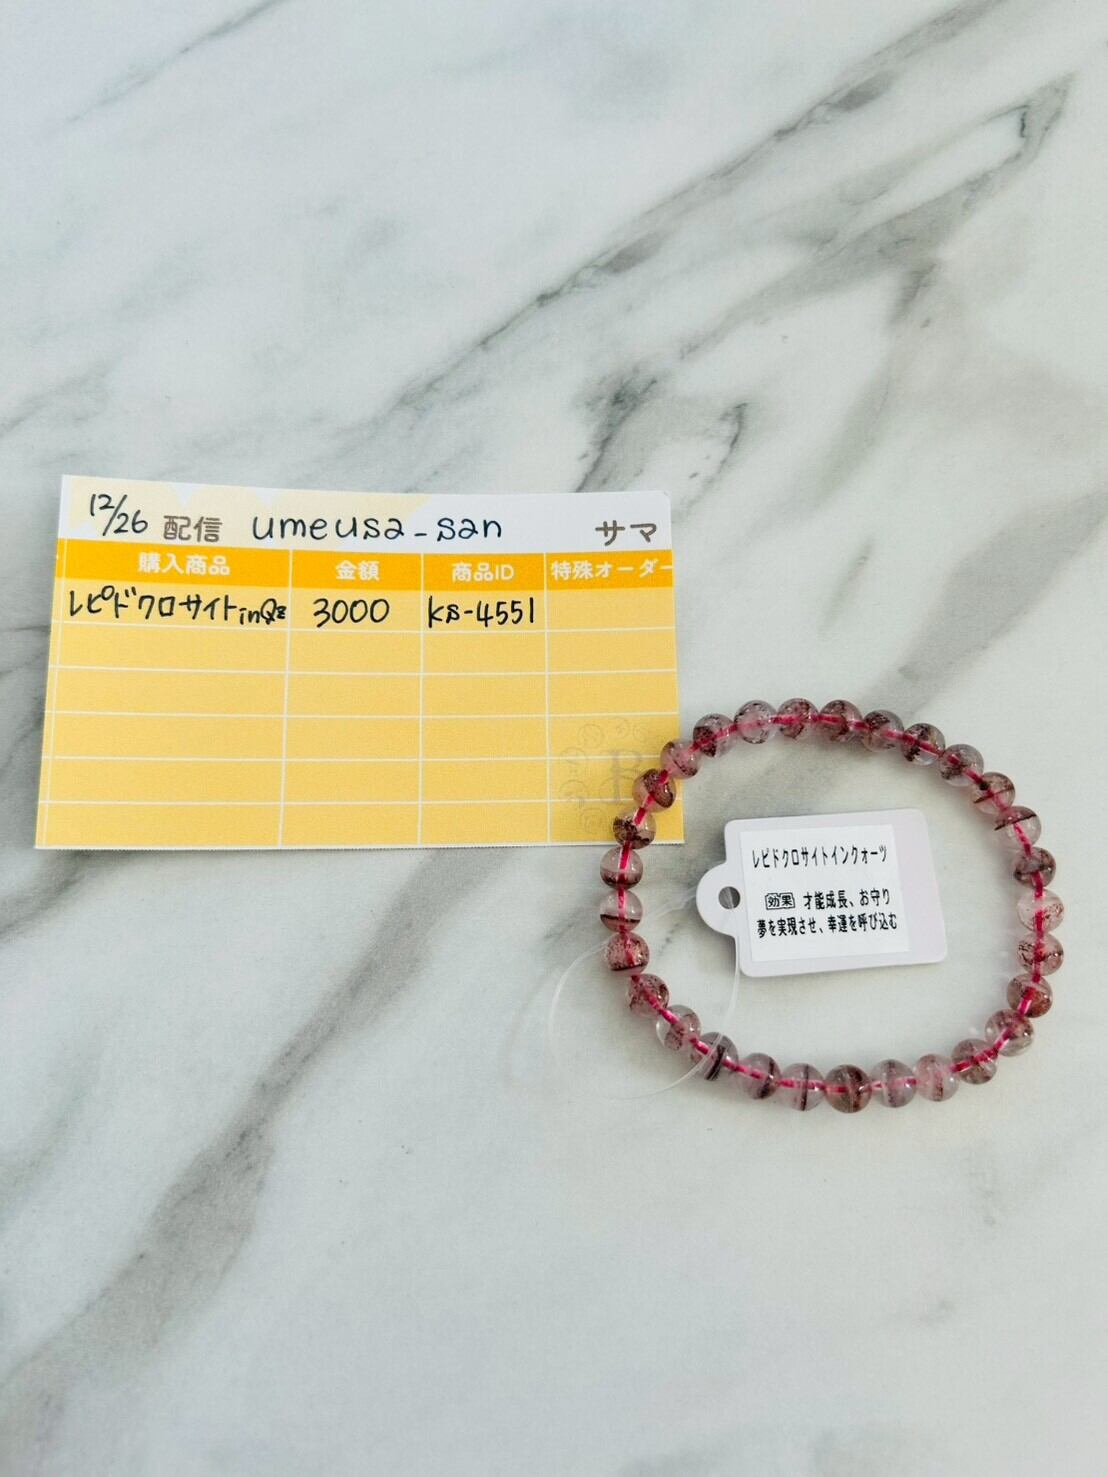 12/26 配信 umeusa_san サマ
購入商品 金額 商品ID 特殊オーダー
レピドクロサイトinQz 3000 KB-4551
B
レピドクロサイトインクォーツ
効果 才能成長、お守り
夢を実現させ、幸運を呼び込む